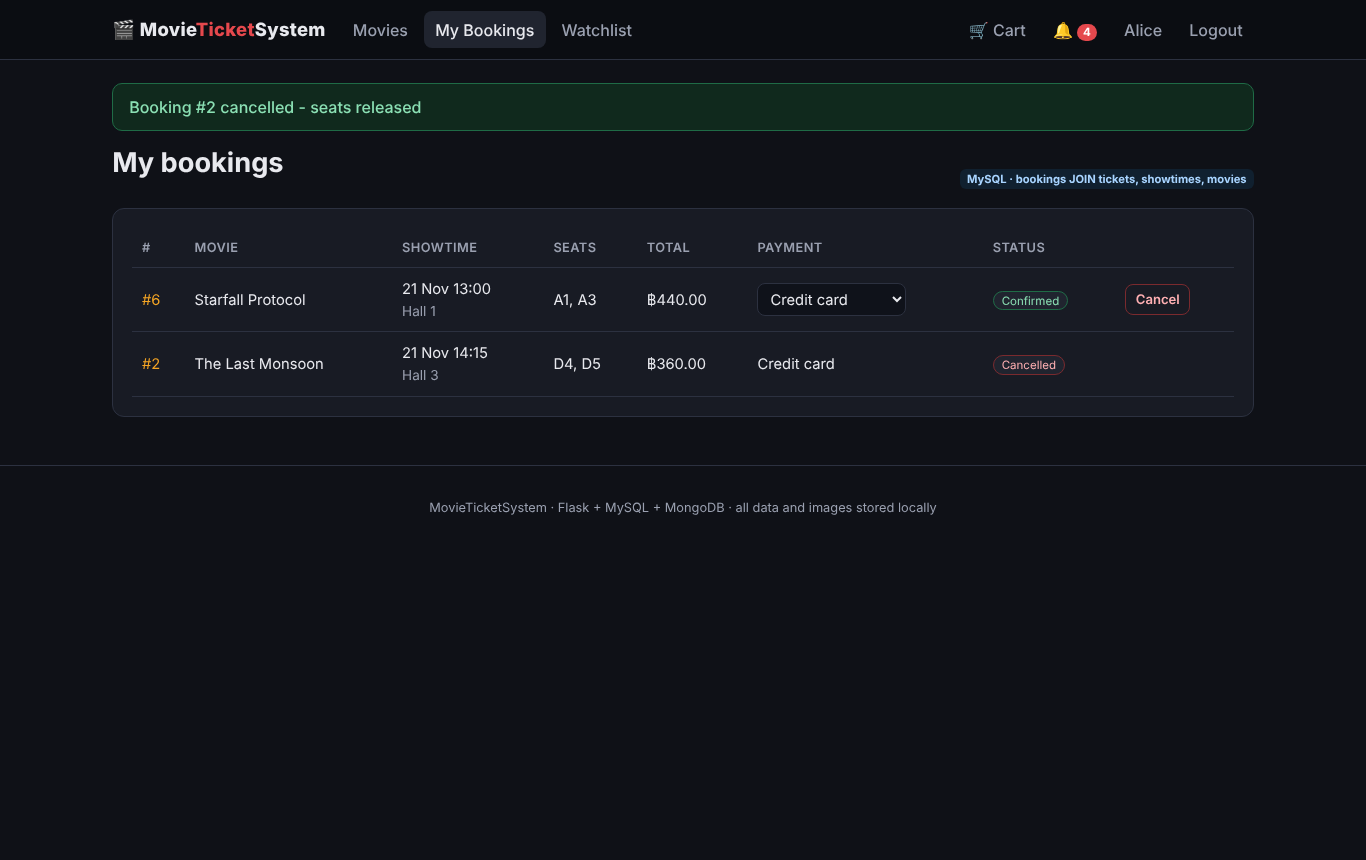 🎬 MovieTicketSystem Movies My Bookings Watchlist 🛒 Cart 🔔 4 Alice Logout
Booking #2 cancelled - seats released
My bookings
MySQL · bookings JOIN tickets, showtimes, movies
# MOVIE SHOWTIME SEATS TOTAL PAYMENT STATUS
#6 Starfall Protocol 21 Nov 13:00 Hall 1 A1, A3 ฿440.00 Credit card Confirmed Cancel
#2 The Last Monsoon 21 Nov 14:15 Hall 3 D4, D5 ฿360.00 Credit card Cancelled
MovieTicketSystem · Flask + MySQL + MongoDB · all data and images stored locally